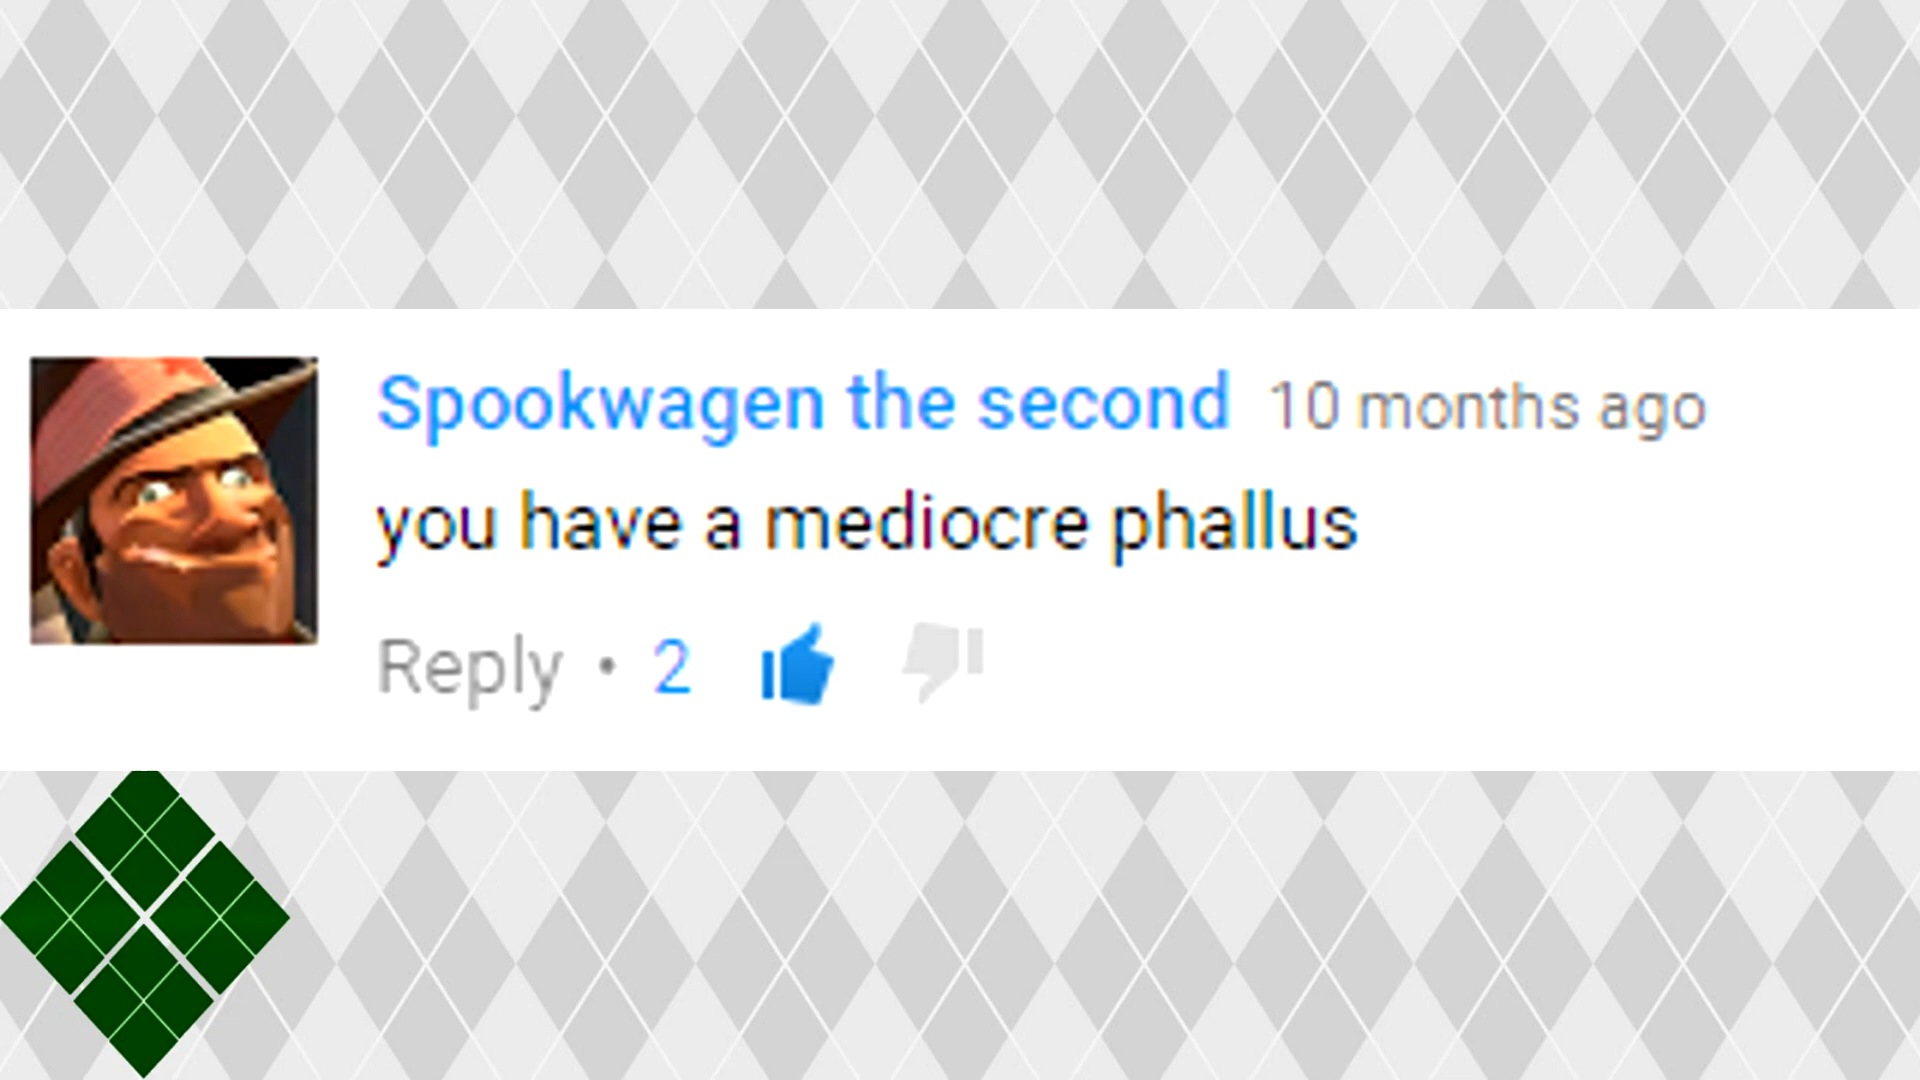 Spookwagen the second 10 months ago
you have a mediocre phallus
Reply • 2